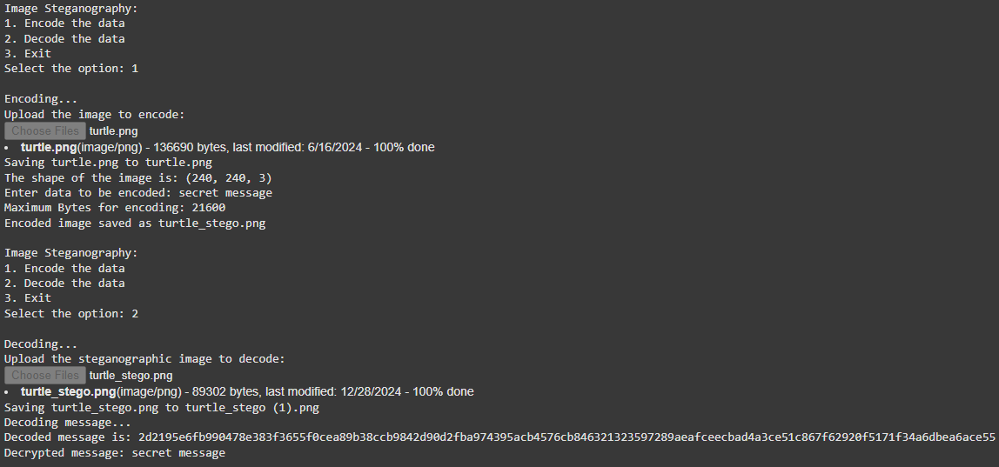 Image Steganography:
1. Encode the data
2. Decode the data
3. Exit
Select the option: 1
Encoding...
Upload the image to encode:
Choose Files turtle.png
• turtle.png(image/png) - 136690 bytes, last modified: 6/16/2024 - 100% done
Saving turtle.png to turtle.png
The shape of the image is: (240, 240, 3)
Enter data to be encoded: secret message
Maximum Bytes for encoding: 21600
Encoded image saved as turtle_stego.png
Image Steganography:
1. Encode the data
2. Decode the data
3. Exit
Select the option: 2
Decoding...
Upload the steganographic image to decode:
Choose Files turtle_stego.png
• turtle_stego.png(image/png) - 89302 bytes, last modified: 12/28/2024 - 100% done
Saving turtle_stego.png to turtle_stego (1).png
Decoding message...
Decoded message is: 2d2195e6fb990478e383f3655f0cea89b38ccb9842d90d2fba974395acb4576cb846321323597289aeafceecbad4a3ce51c867f62920f5171f34a6dbea6ace55
Decrypted message: secret message